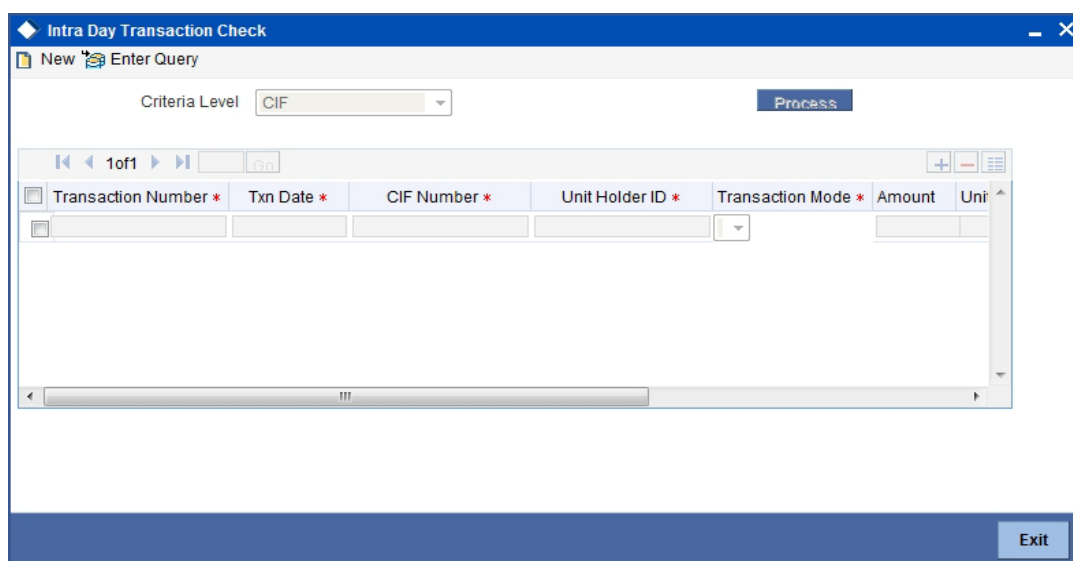 Intra Day Transaction Check
New Enter Query
Criteria Level CIF Process
1of1 Go
Transaction Number * Txn Date * CIF Number * Unit Holder ID * Transaction Mode * Amount Unit
Exit